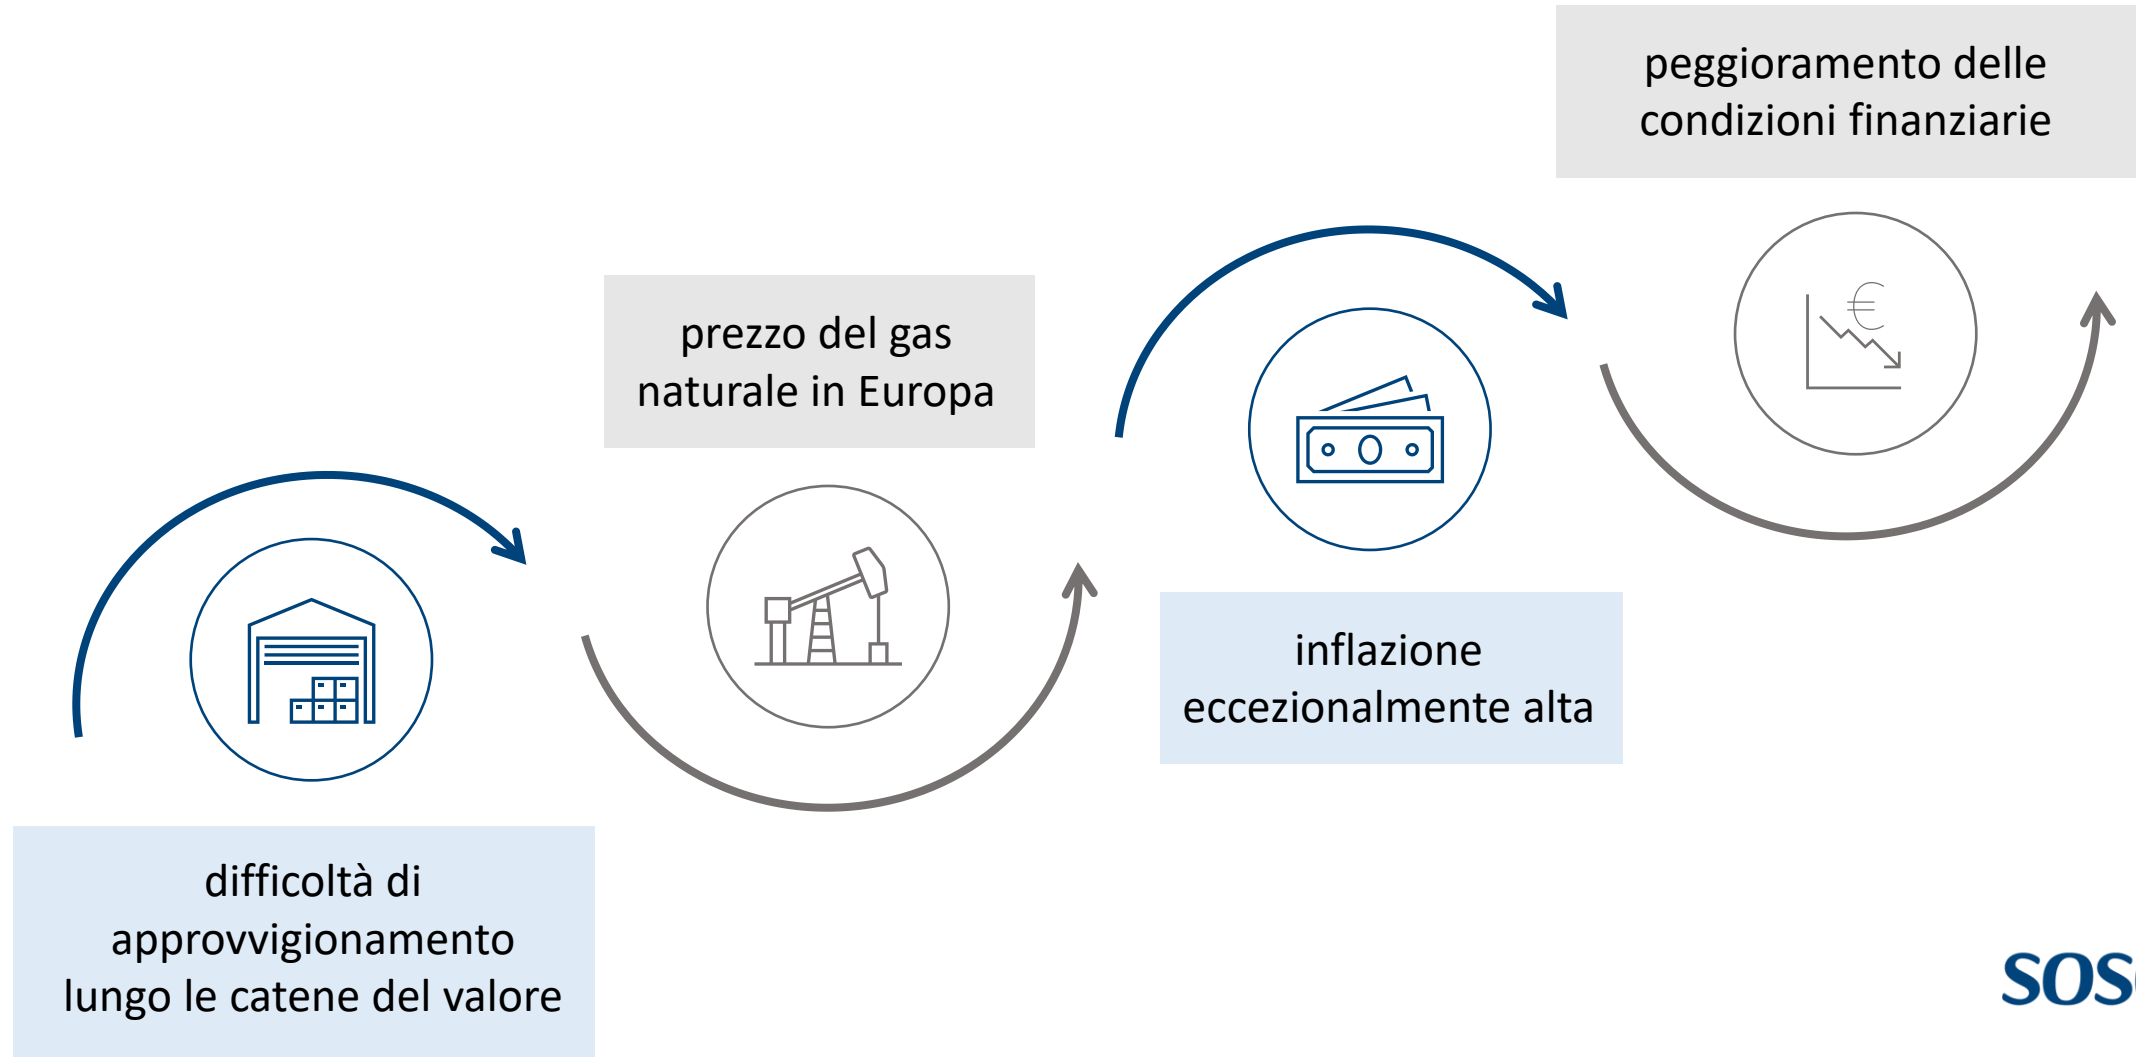 difficoltà di
approvvigionamento
lungo le catene del valore
prezzo del gas
naturale in Europa
inflazione
eccezionalmente alta
peggioramento delle
condizioni finanziarie
€